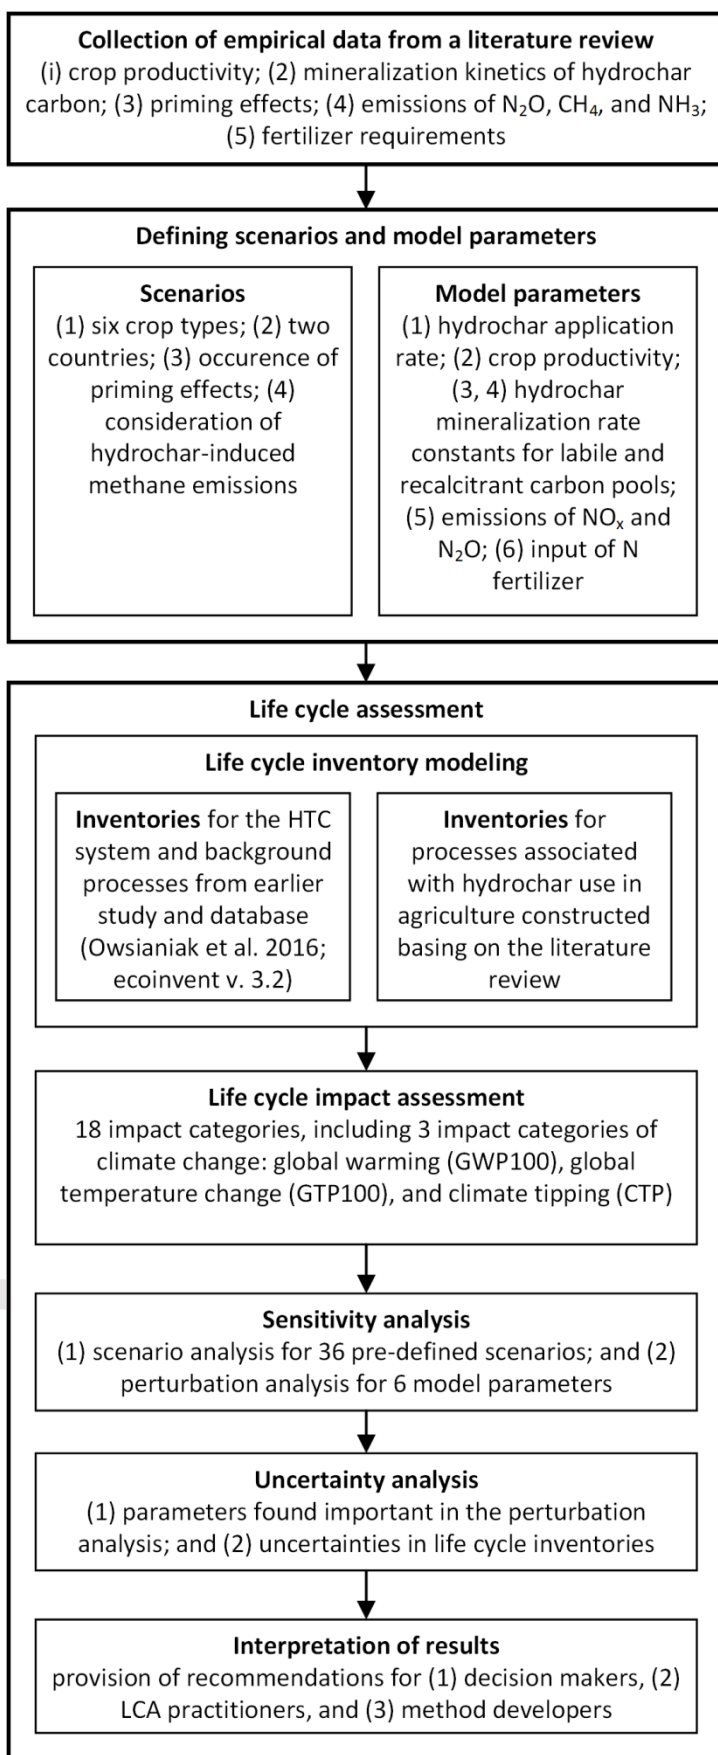 Collection of empirical data from a literature review
(i) crop productivity; (2) mineralization kinetics of hydrochar
carbon; (3) priming effects; (4) emissions of N₂O, CH₄, and NH₃;
(5) fertilizer requirements
Defining scenarios and model parameters
Scenarios
(1) six crop types; (2) two
countries; (3) occurence of
priming effects; (4)
consideration of
hydrochar-induced
methane emissions
Model parameters
(1) hydrochar application
rate; (2) crop productivity;
(3, 4) hydrochar
mineralization rate
constants for labile and
recalcitrant carbon pools;
(5) emissions of NOₓ and
N₂O; (6) input of N
fertilizer
Life cycle assessment
Life cycle inventory modeling
Inventories for the HTC
system and background
processes from earlier
study and database
(Owsianiak et al. 2016;
ecoinvent v. 3.2)
Inventories for
processes associated
with hydrochar use in
agriculture constructed
basing on the literature
review
Life cycle impact assessment
18 impact categories, including 3 impact categories of
climate change: global warming (GWP100), global
temperature change (GTP100), and climate tipping (CTP)
Sensitivity analysis
(1) scenario analysis for 36 pre-defined scenarios; and (2)
perturbation analysis for 6 model parameters
Uncertainty analysis
(1) parameters found important in the perturbation
analysis; and (2) uncertainties in life cycle inventories
Interpretation of results
provision of recommendations for (1) decision makers, (2)
LCA practitioners, and (3) method developers